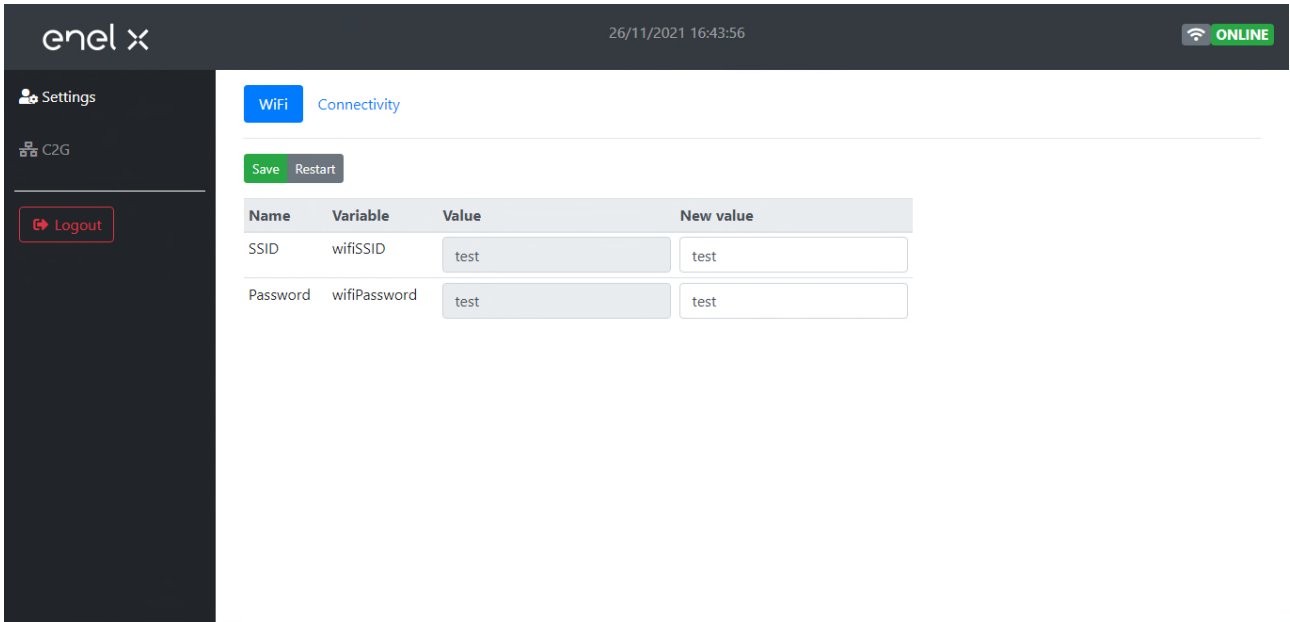 enel x
26/11/2021 16:43:56
ONLINE
Settings
C2G
Logout
WiFi Connectivity
Save Restart
Name Variable Value New value
SSID wifiSSID test test
Password wifiPassword test test